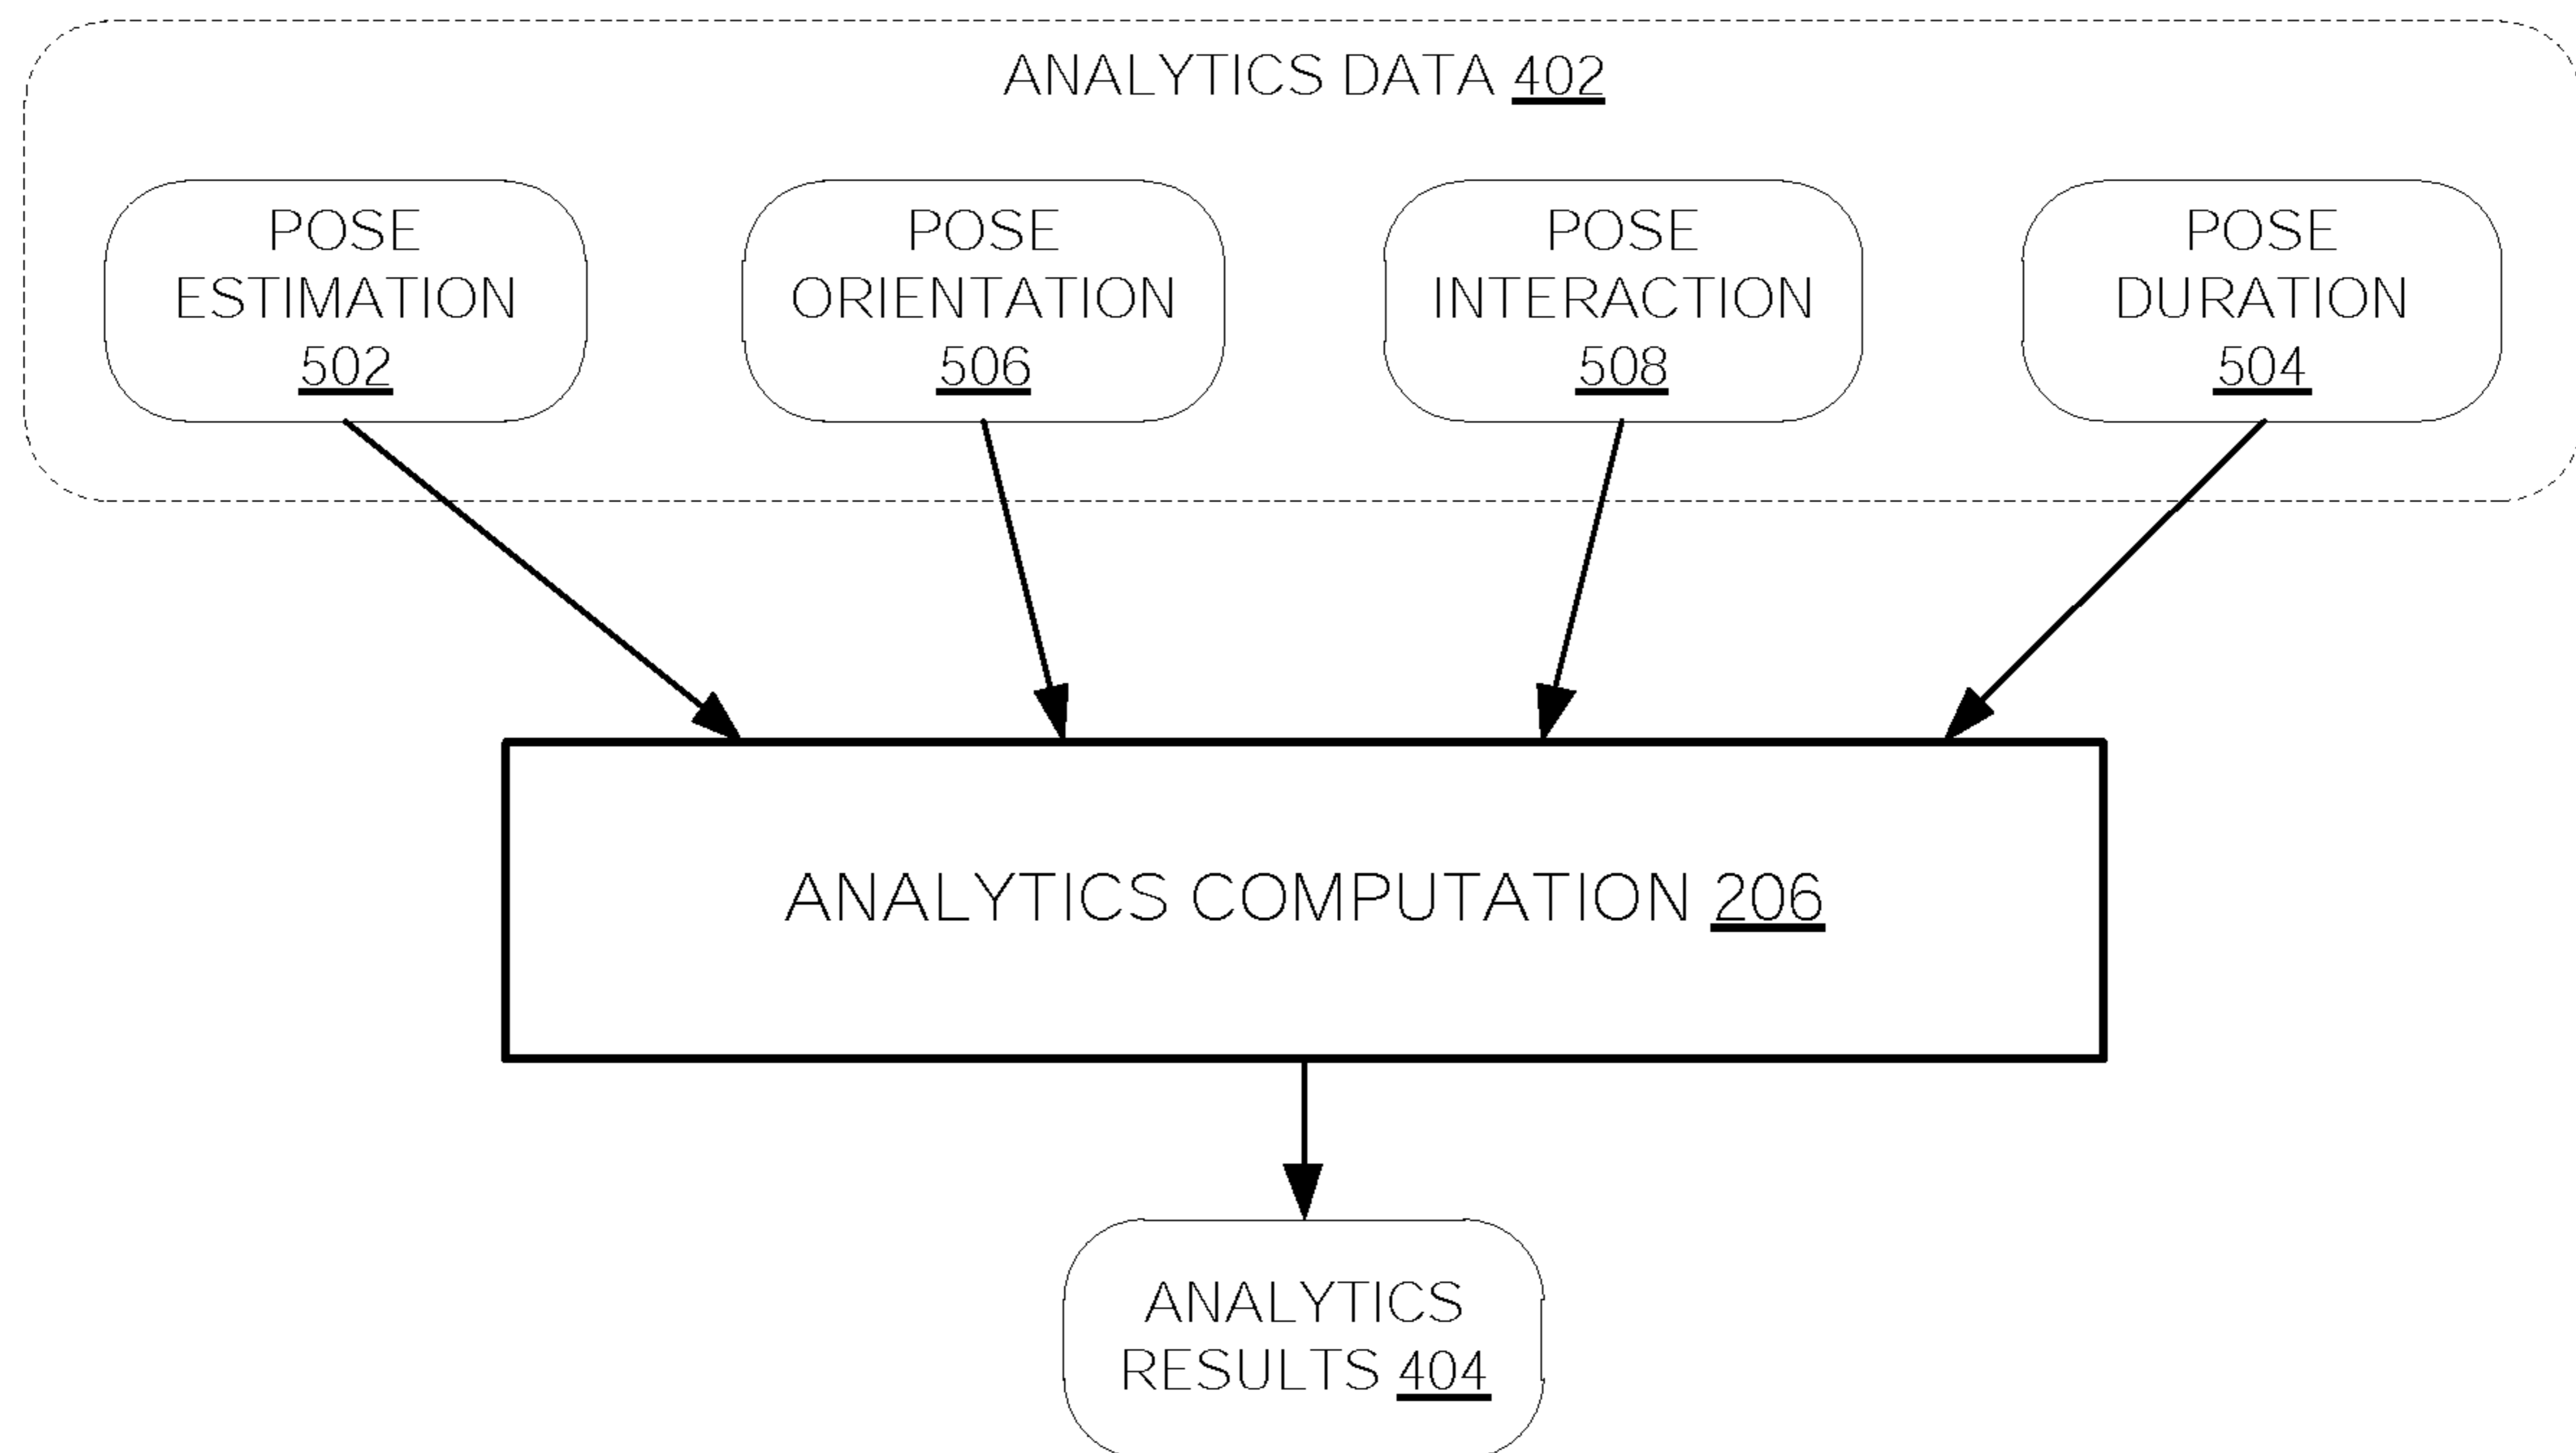 ANALYTICS DATA 402
POSE
ESTIMATION
502
POSE
ORIENTATION
506
POSE
INTERACTION
508
POSE
DURATION
504
ANALYTICS COMPUTATION 206
ANALYTICS
RESULTS 404